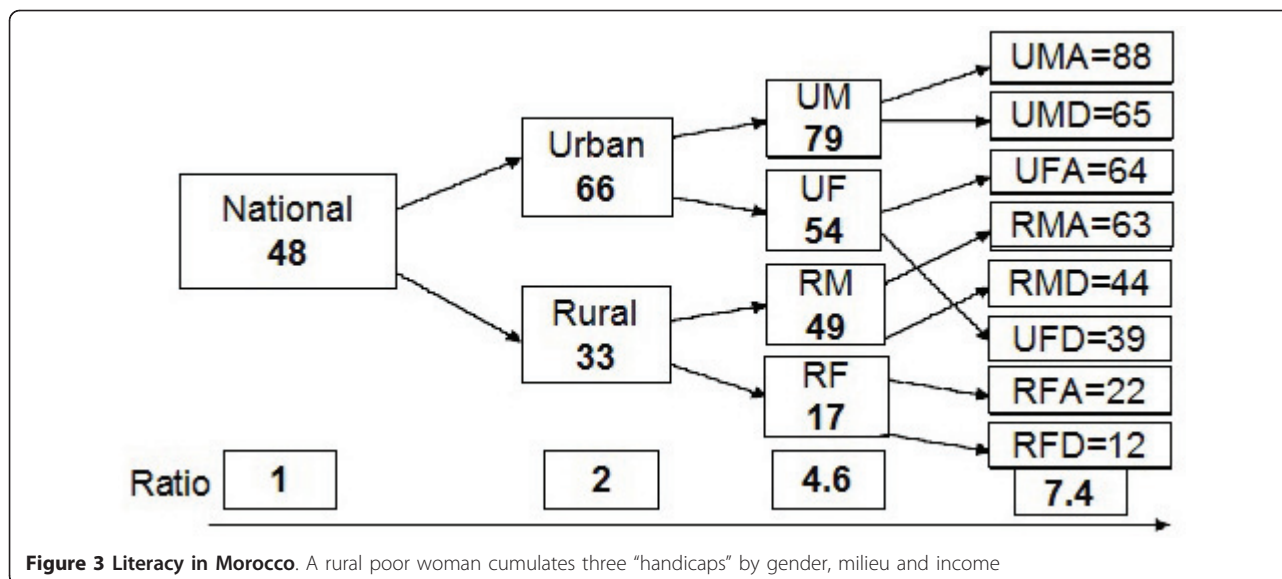 National
48
Urban
66
Rural
33
UM
79
UF
54
RM
49
RF
17
UMA=88
UMD=65
UFA=64
RMA=63
RMD=44
UFD=39
RFA=22
RFD=12
Ratio 1 2 4.6 7.4
Figure 3 Literacy in Morocco. A rural poor woman cumulates three "handicaps" by gender, milieu and income